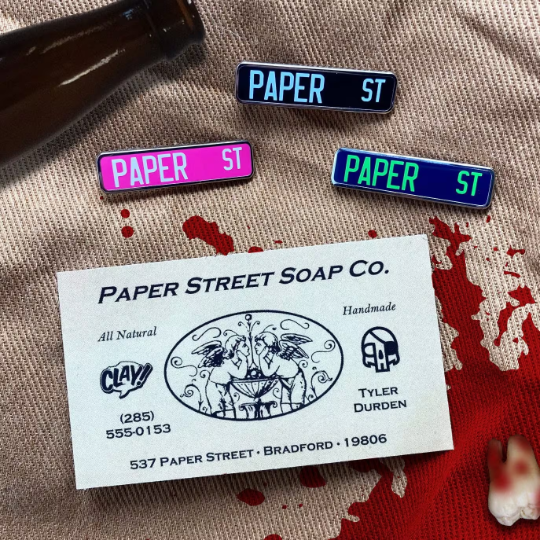 PAPER ST
PAPER ST
PAPER ST
PAPER STREET SOAP CO.
All Natural
Handmade
CLAY!!
(285)
555-0153
TYLER
DURDEN
537 PAPER STREET • BRADFORD • 19806